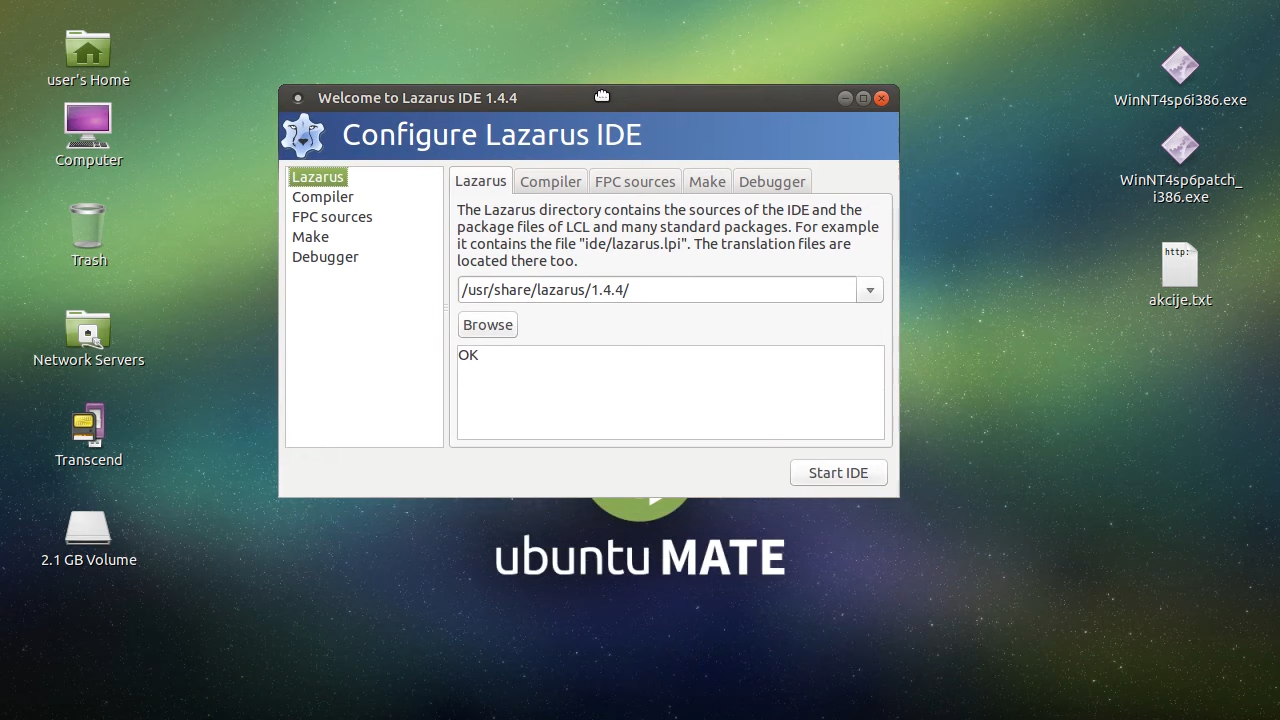 user's Home
Computer
Trash
Network Servers
Transcend
2.1 GB Volume
Welcome to Lazarus IDE 1.4.4
Configure Lazarus IDE
Lazarus
Compiler
FPC sources
Make
Debugger
Lazarus
Compiler
FPC sources
Make
Debugger
The Lazarus directory contains the sources of the IDE and the
package files of LCL and many standard packages. For example
it contains the file "ide/lazarus.lpi". The translation files are
located there too.
/usr/share/lazarus/1.4.4/
Browse
OK
Start IDE
ubuntu MATE
WinNT4sp6i386.exe
WinNT4sp6patch_
i386.exe
http:
akcije.txt